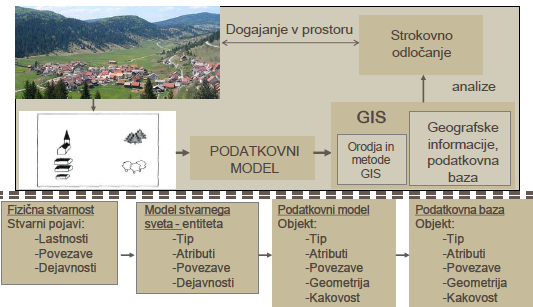 Dogajanje v prostoru
Strokovno
odločanje
analize
GIS
PODATKOVNI
MODEL
Orodja in
metode
GIS
Geografske
informacije,
podatkovna
baza
Fizična stvarnost
Stvarni pojavi:
-Lastnosti
-Povezave
-Dejavnosti
Model stvarnega
sveta - entiteta
-Tip
-Atributi
-Povezave
-Dejavnosti
Podatkovni model
Objekt:
-Tip
-Atributi
-Povezave
-Geometrija
-Kakovost
Podatkovna baza
Objekt:
-Tip
-Atributi
-Povezave
-Geometrija
-Kakovost